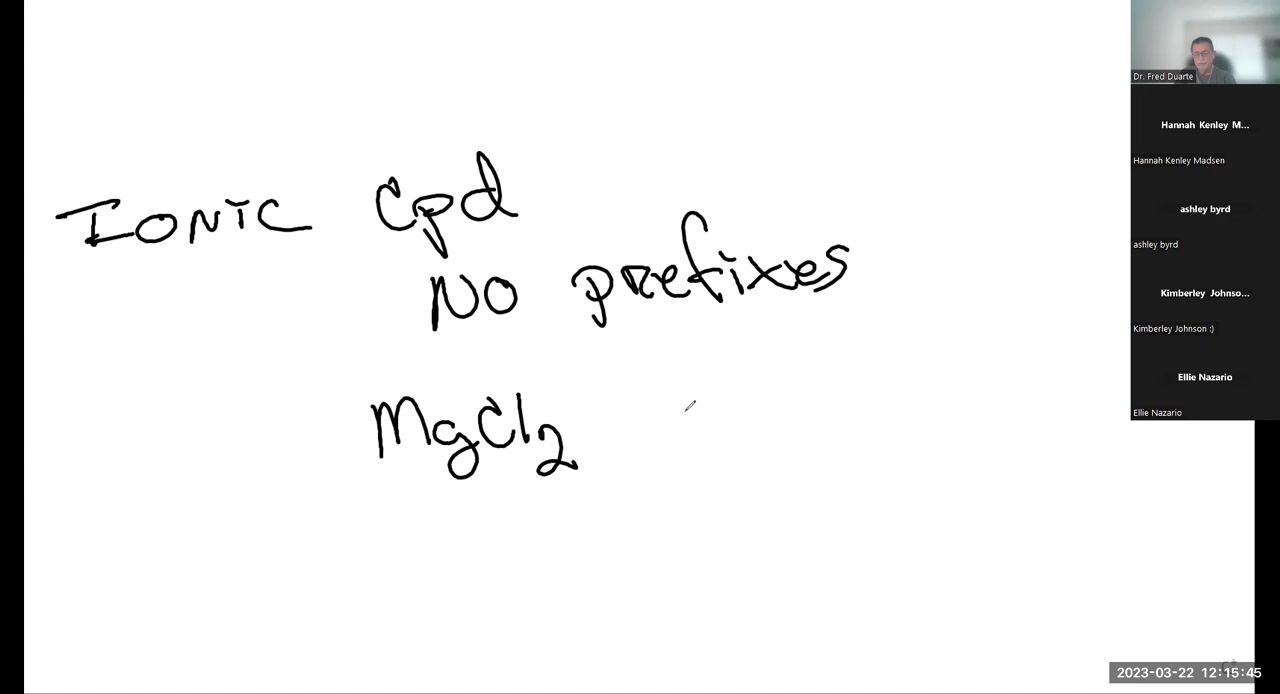 IONIC Cpd
NO prefixes
MgCl2
Dr. Fred Duarte
Hannah Kenley M...
Hannah Kenley Madsen
ashley byrd
ashley byrd
Kimberley Johnso...
Kimberley Johnson :)
Ellie Nazario
Ellie Nazario
2023-03-22 12:15:45